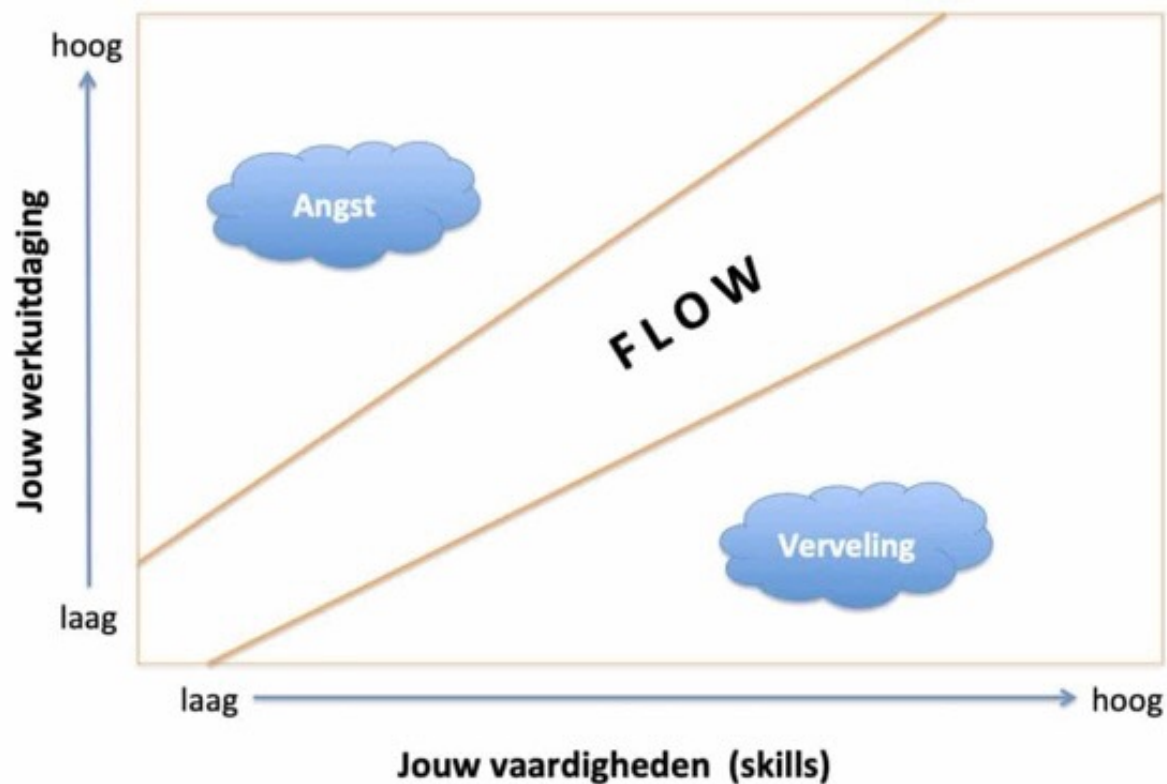 hoog
Jouw werkuitdaging
Angst
FLOW
Verveling
laag
laag
hoog
Jouw vaardigheden (skills)